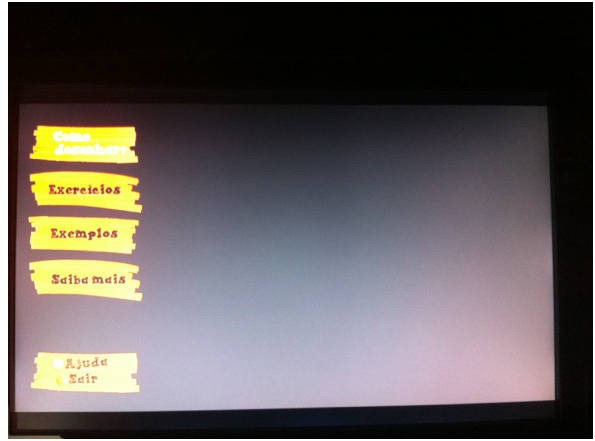 Como
desenhar?
Exercícios
Exemplos
Saiba mais
Ajuda
Sair